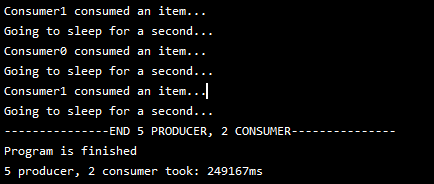 Consumer1 consumed an item...
Going to sleep for a second...
Consumer0 consumed an item...
Going to sleep for a second...
Consumer1 consumed an item...
Going to sleep for a second...
---------------END 5 PRODUCER, 2 CONSUMER---------------
Program is finished
5 producer, 2 consumer took: 249167ms